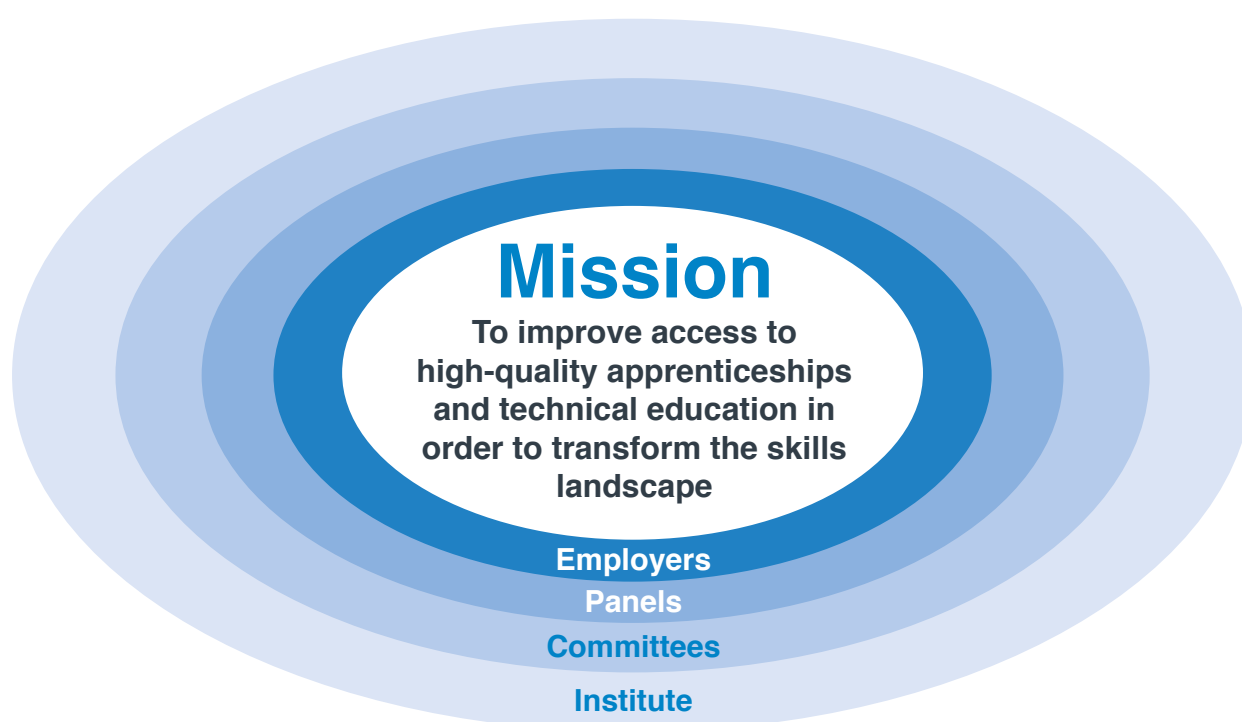 Mission
To improve access to
high-quality apprenticeships
and technical education in
order to transform the skills
landscape
Employers
Panels
Committees
Institute